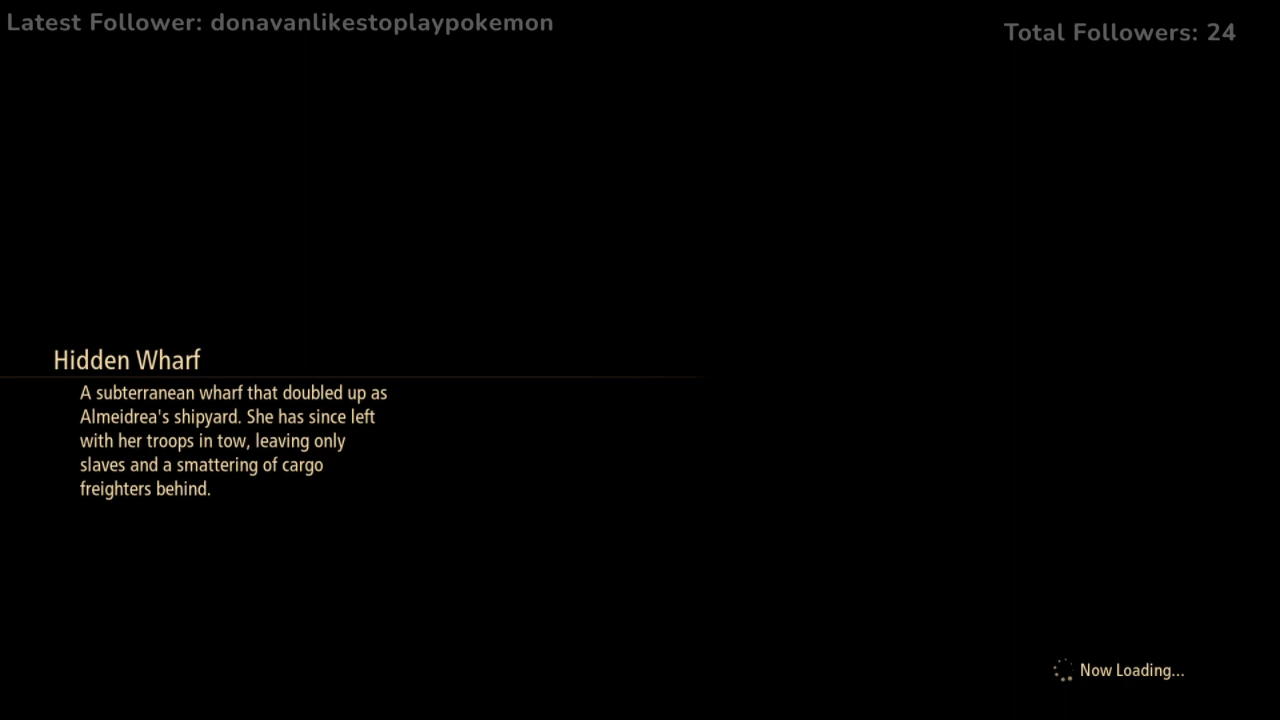 Latest Follower: donavanlikestoplaypokemon
Total Followers: 24
Hidden Wharf
A subterranean wharf that doubled up as
Almeidrea's shipyard. She has since left
with her troops in tow, leaving only
slaves and a smattering of cargo
freighters behind.
Now Loading...